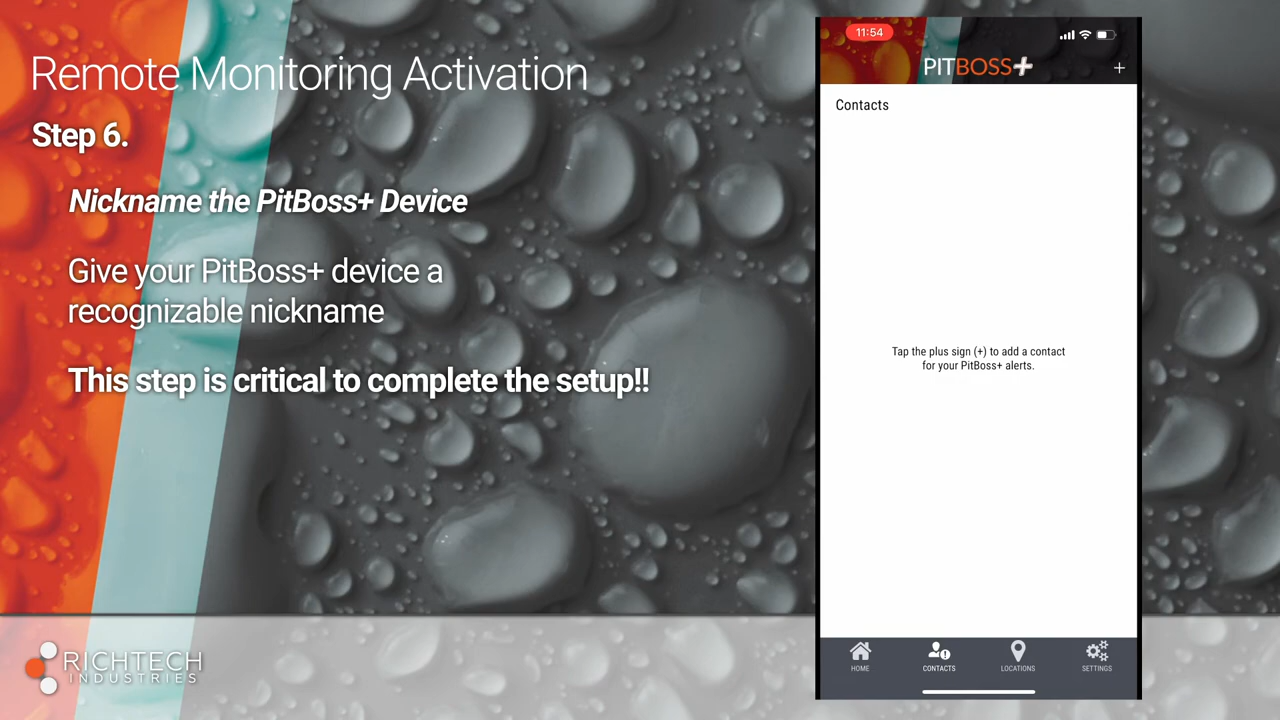 Remote Monitoring Activation
Step 6.
Nickname the PitBoss+ Device
Give your PitBoss+ device a
recognizable nickname
This step is critical to complete the setup!!
RICHTECH
INDUSTRIES
11:54
PITBOSS+
+
Contacts
Tap the plus sign (+) to add a contact
for your PitBoss+ alerts.
HOME
CONTACTS
LOCATIONS
SETTINGS